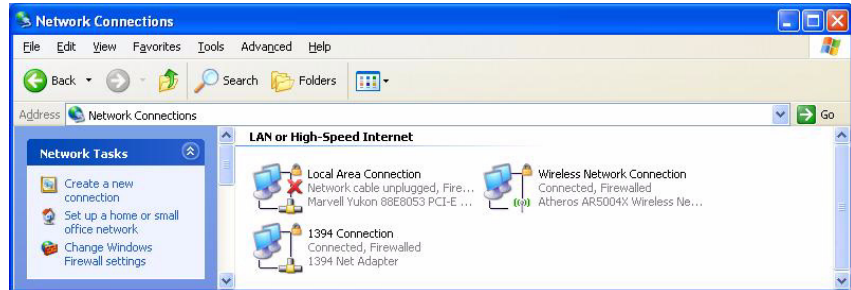 Network Connections
File Edit View Favorites Tools Advanced Help
Back Search Folders
Address Network Connections Go
LAN or High-Speed Internet
Network Tasks
Create a new
connection
Set up a home or small
office network
Change Windows
Firewall settings
Local Area Connection
Network cable unplugged, Fire...
Marvell Yukon 88E8053 PCI-E ...
Wireless Network Connection
Connected, Firewalled
Atheros AR5004X Wireless Ne...
1394 Connection
Connected, Firewalled
1394 Net Adapter